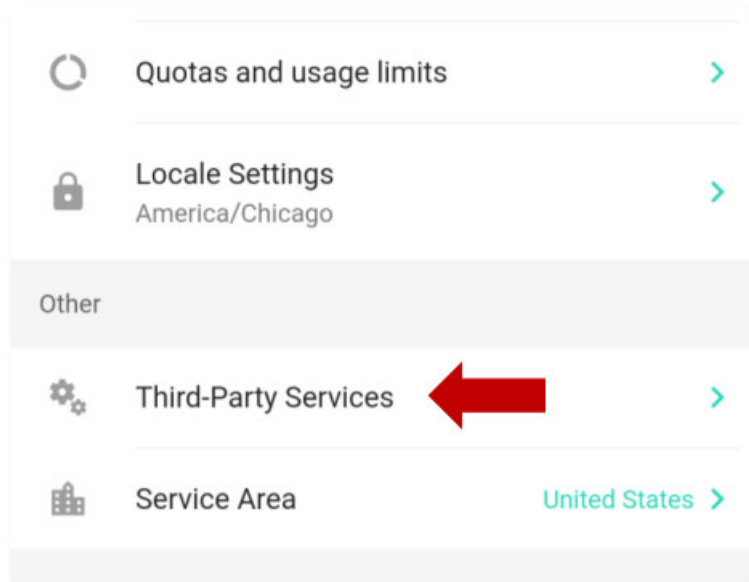 Quotas and usage limits
Locale Settings
America/Chicago
Other
Third-Party Services
Service Area
United States